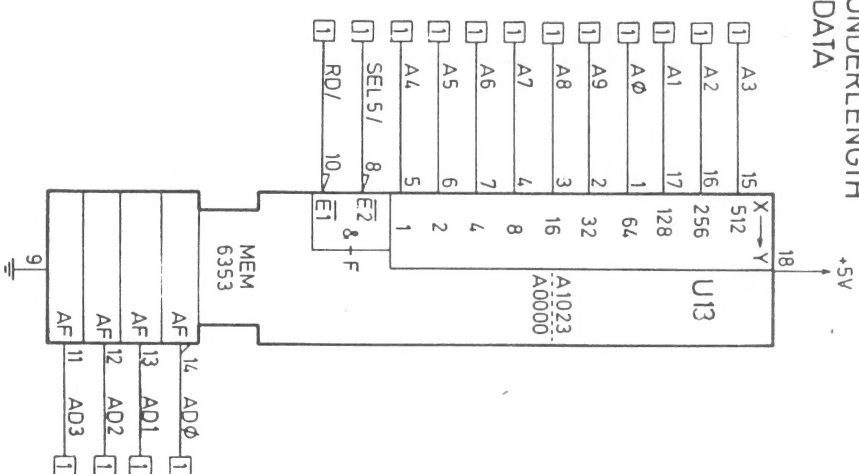 UNDERLENGTH
DATA
+5V
18
X→Y
1 A3 15 512
1 A2 16 256
U13
1 A1 17 128
1 AØ 1 64
1 A9 2 32
1 A8 3 16
A1023
A0000
1 A7 4 8
1 A6 7 4
1 A5 6 2
1 A4 5 1
1 SEL5/ 8 E̅2̅
& F
1 RD/ 10 E̅1̅
MEM
6353
AF 14 ADØ 1
AF 13 AD1 1
AF 12 AD2 1
AF 11 AD3 1
9